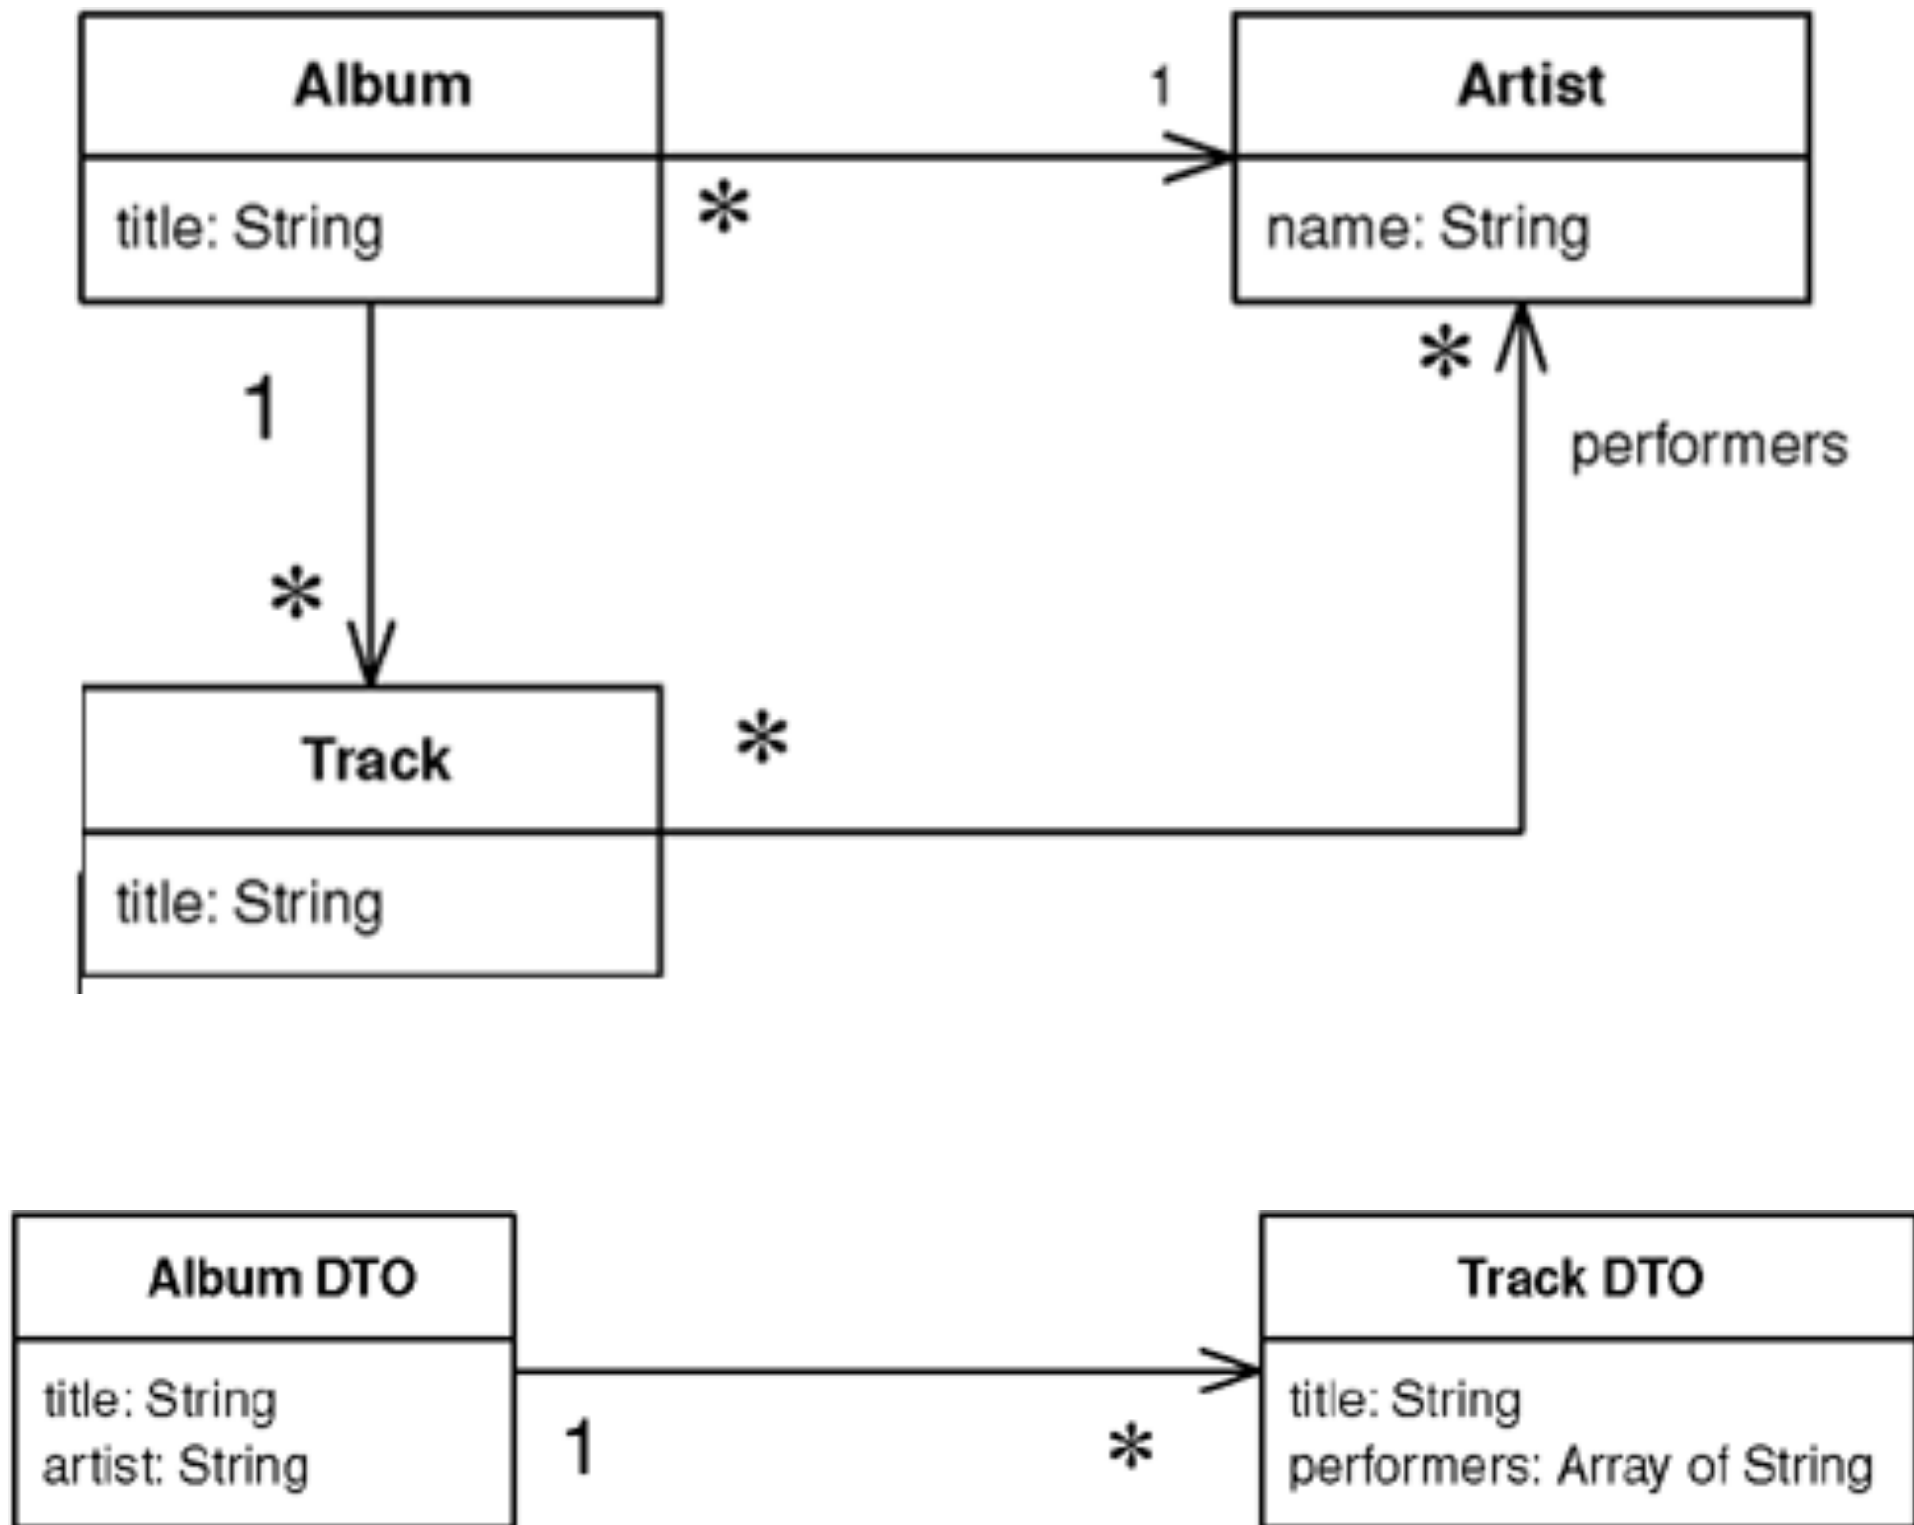 Album
1
Artist
title: String
*
name: String
*
1
performers
*
Track
*
title: String
Album DTO
Track DTO
title: String
title: String
artist: String
1
*
performers: Array of String